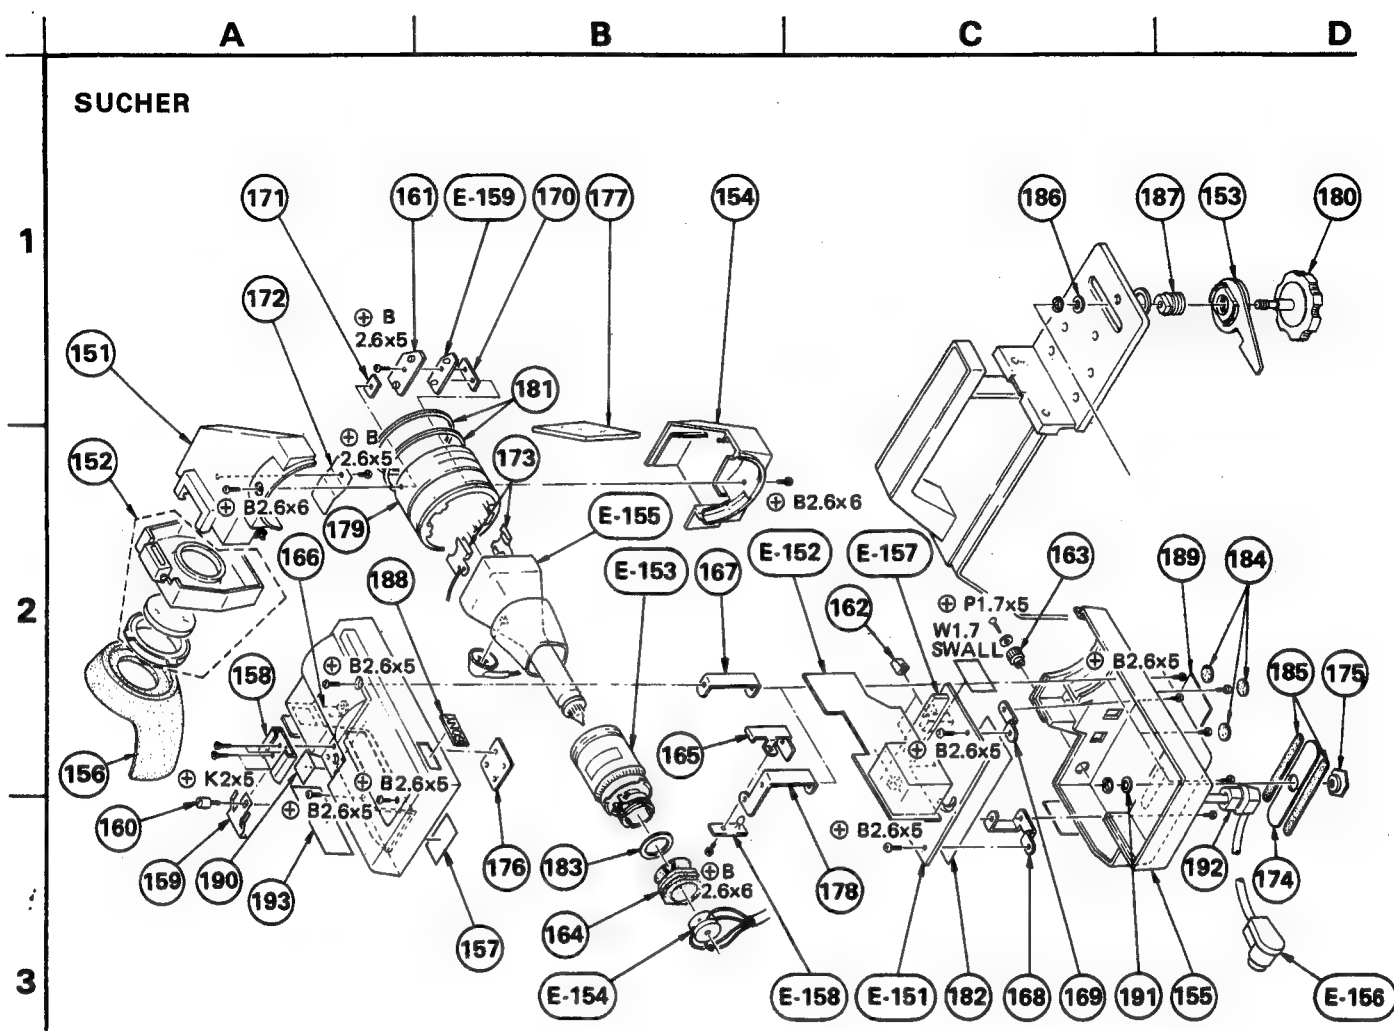 A B C D
1
2
3
SUCHER
171 161 E-159 170 177 154 186 187 153 180
172
⊕ B
2.6×5
151
181
152
⊕ B
2.6×5
173
⊕ B2.6×6
179
E-155
⊕ B2.6×6
166
188
E-153
167
E-152
E-157
163
189
184
162
⊕ P1.7×5
W1.7
SWALL
158
⊕ B2.6×5
⊕ B2.6×5
185
175
156
165
⊕ B2.6×5
⊕ K2×5
⊕ B2.6×5
160
⊕ B2.6×5
⊕ B2.6×5
159
190
193
176
183
⊕ B
2.6×6
178
192
174
157
164
E-154
E-158
E-151
182
168
169
191
155
E-156